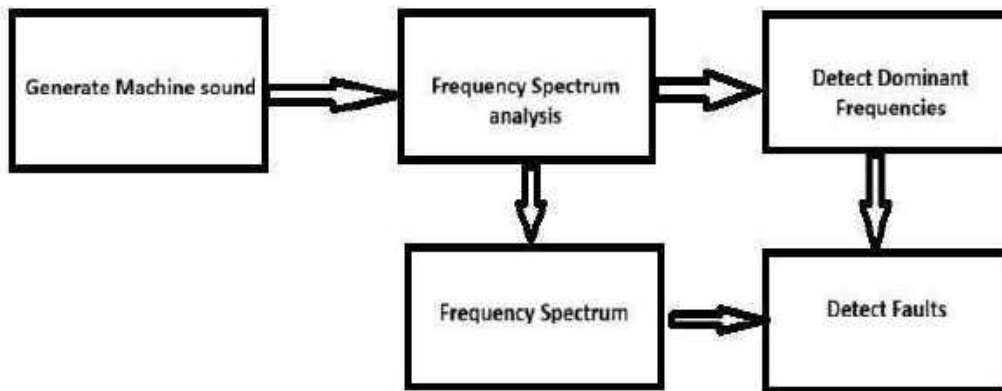 Generate Machine sound
Frequency Spectrum
analysis
Detect Dominant
Frequencies
Frequency Spectrum
Detect Faults